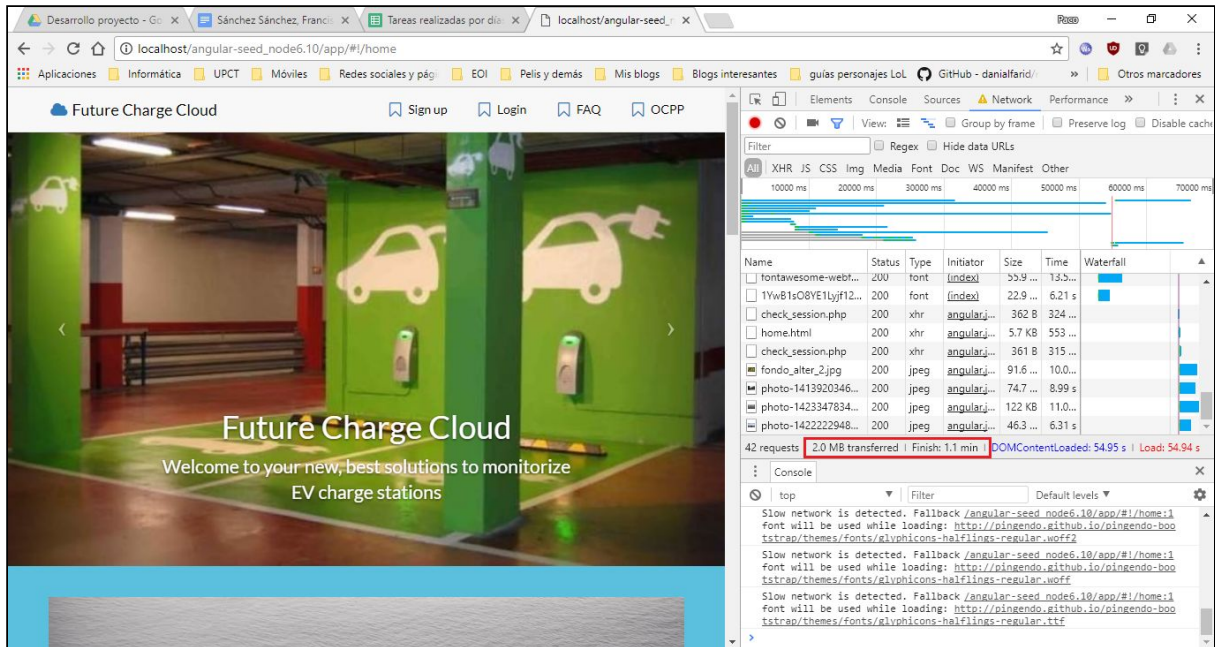 Desarrollo proyecto - Go
Sánchez Sánchez, Francis
Tareas realizadas por días
localhost/angular-seed_n
Paco
localhost/angular-seed_node6.10/app/#!/home
Aplicaciones Informática UPCT Móviles Redes sociales y pági EOI Pelis y demás Mis blogs Blogs interesantes guías personajes LoL GitHub - danialfarid/ » Otros marcadores
Future Charge Cloud
Sign up Login FAQ OCPP
Future Charge Cloud
Welcome to your new, best solutions to monitorize
EV charge stations
Elements Console Sources Network Performance »
View: Group by frame Preserve log Disable cache
Filter Regex Hide data URLs
All XHR JS CSS Img Media Font Doc WS Manifest Other
10000 ms 20000 ms 30000 ms 40000 ms 50000 ms 60000 ms 70000 ms
Name Status Type Initiator Size Time Waterfall
fontawesome-webf... 200 font (index) 55.9 ... 13.5...
1YwB1sO8YE1Lyjf12... 200 font (index) 22.9 ... 6.21 s
check_session.php 200 xhr angular.j... 362 B 324 ...
home.html 200 xhr angular.j... 5.7 KB 553 ...
check_session.php 200 xhr angular.j... 361 B 315 ...
fondo_alter_2.jpg 200 jpeg angular.j... 91.6 ... 10.0...
photo-1413920346... 200 jpeg angular.j... 74.7 ... 8.99 s
photo-1423347834... 200 jpeg angular.j... 122 KB 11.0...
photo-1422222948... 200 jpeg angular.j... 46.3 ... 6.31 s
42 requests | 2.0 MB transferred | Finish: 1.1 min | DOMContentLoaded: 54.95 s | Load: 54.94 s
Console
top Filter Default levels
Slow network is detected. Fallback /angular-seed_node6.10/app/#!/home:1
font will be used while loading: http://pingendo.github.io/pingendo-boo
tstrap/themes/fonts/glyphicons-halflings-regular.woff2
Slow network is detected. Fallback /angular-seed_node6.10/app/#!/home:1
font will be used while loading: http://pingendo.github.io/pingendo-boo
tstrap/themes/fonts/glyphicons-halflings-regular.woff
Slow network is detected. Fallback /angular-seed_node6.10/app/#!/home:1
font will be used while loading: http://pingendo.github.io/pingendo-boo
tstrap/themes/fonts/glyphicons-halflings-regular.ttf